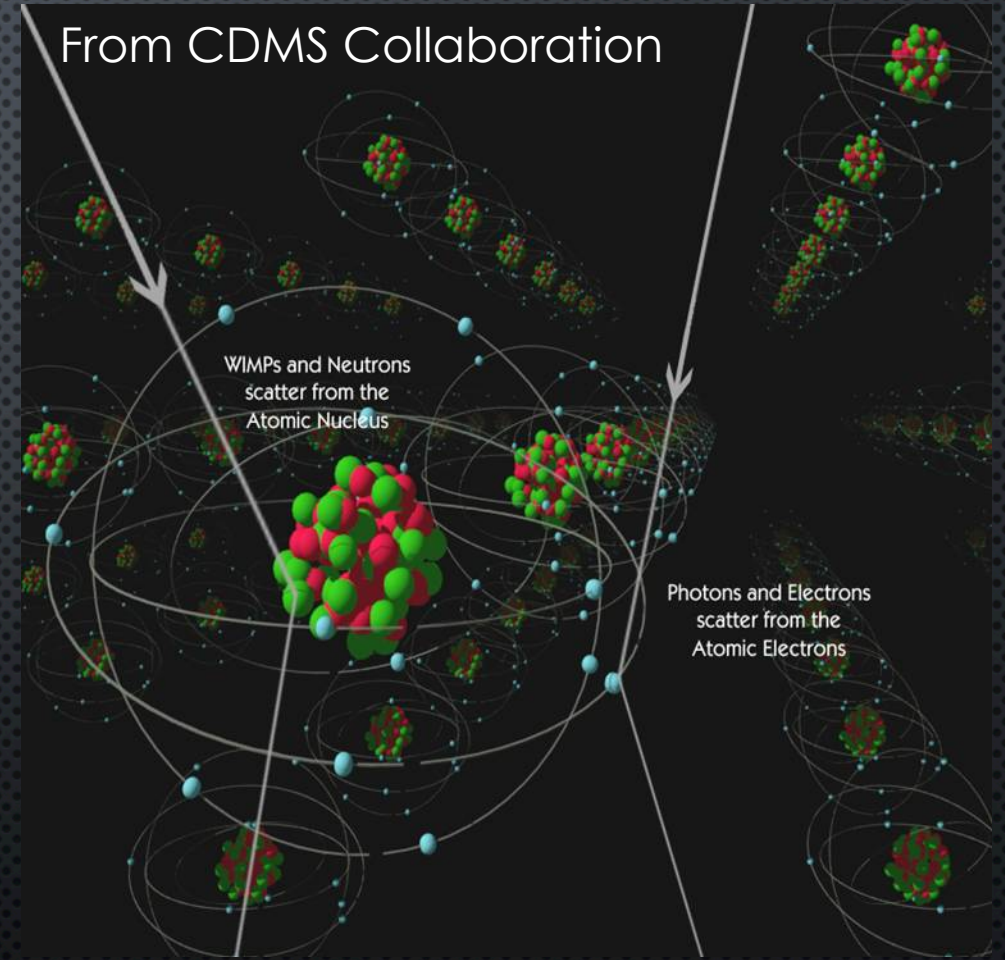 From CDMS Collaboration
WIMPs and Neutrons
scatter from the
Atomic Nucleus
Photons and Electrons
scatter from the
Atomic Electrons